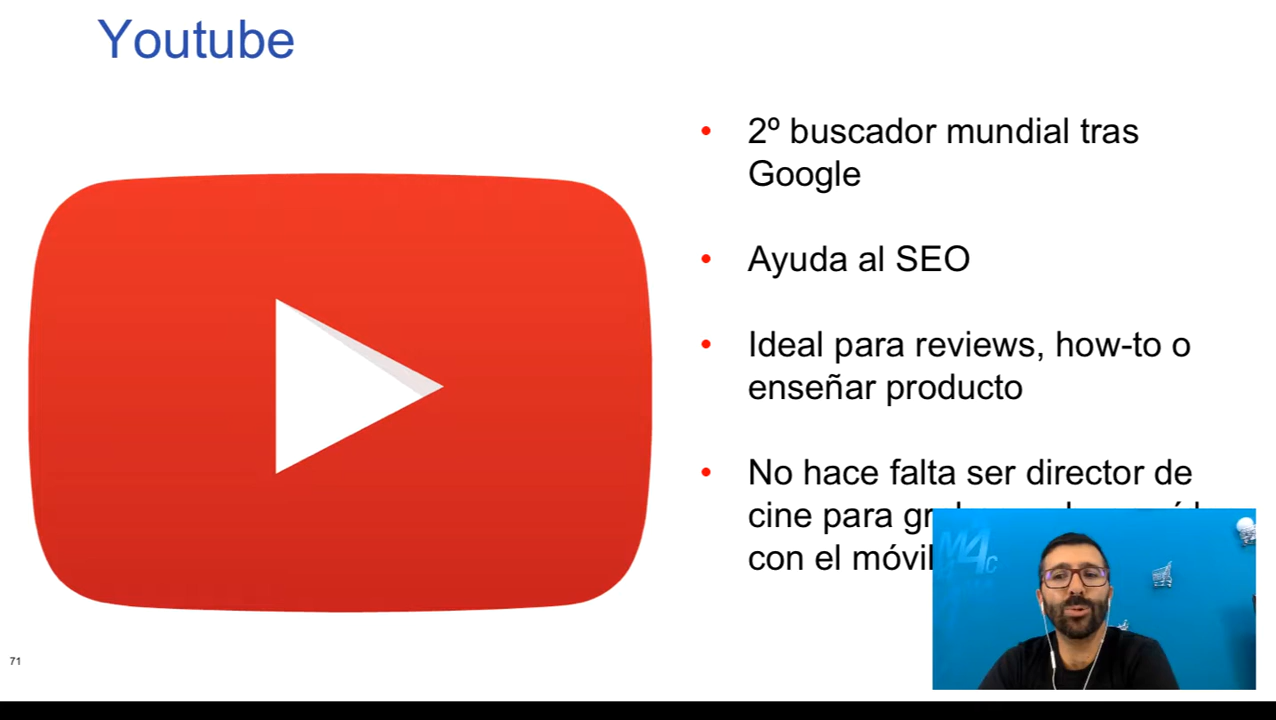 Youtube
2º buscador mundial tras
Google
Ayuda al SEO
Ideal para reviews, how-to o
enseñar producto
No hace falta ser director de
cine para
con el móvil
M4c
71